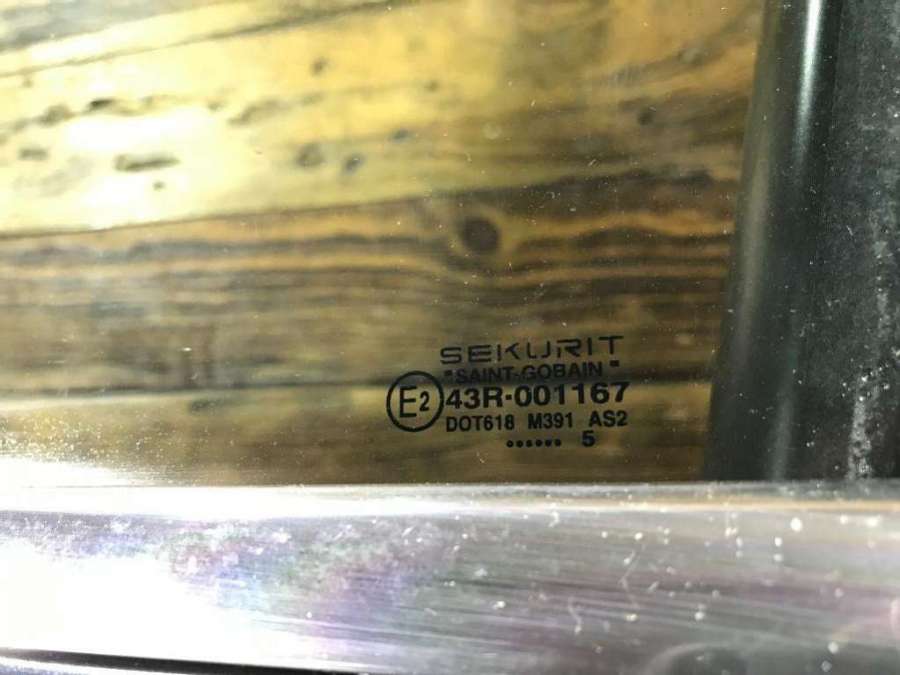 SEKURIT
"SAINT-GOBAIN"
E2 43R-001167
DOT618 M391 AS2
...... 5